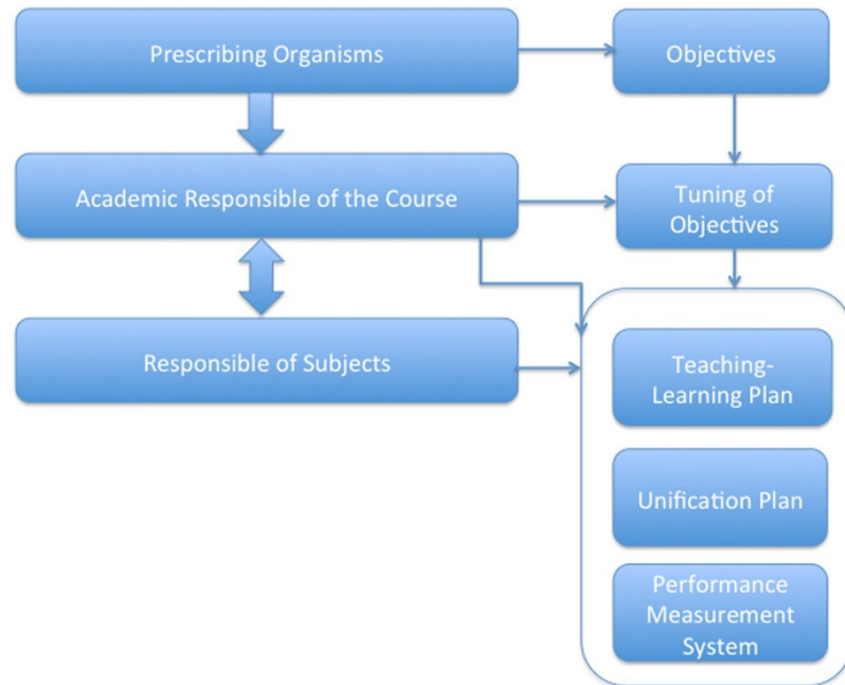 Prescribing Organisms
Objectives
Academic Responsible of the Course
Tuning of
Objectives
Responsible of Subjects
Teaching-
Learning Plan
Unification Plan
Performance
Measurement
System